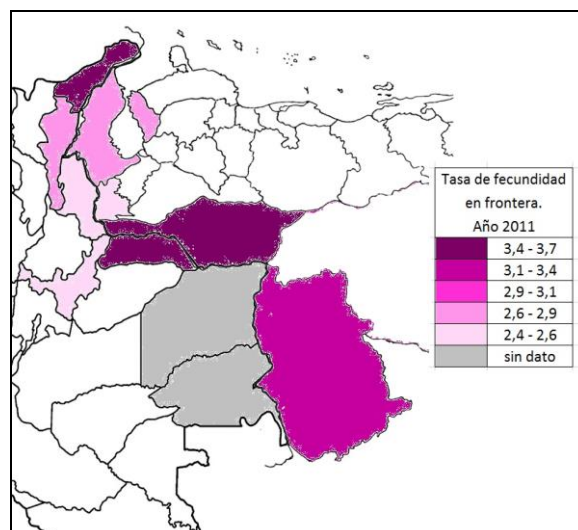 Tasa de fecundidad
en frontera.
Año 2011
3,4 - 3,7
3,1 - 3,4
2,9 - 3,1
2,6 - 2,9
2,4 - 2,6
sin dato